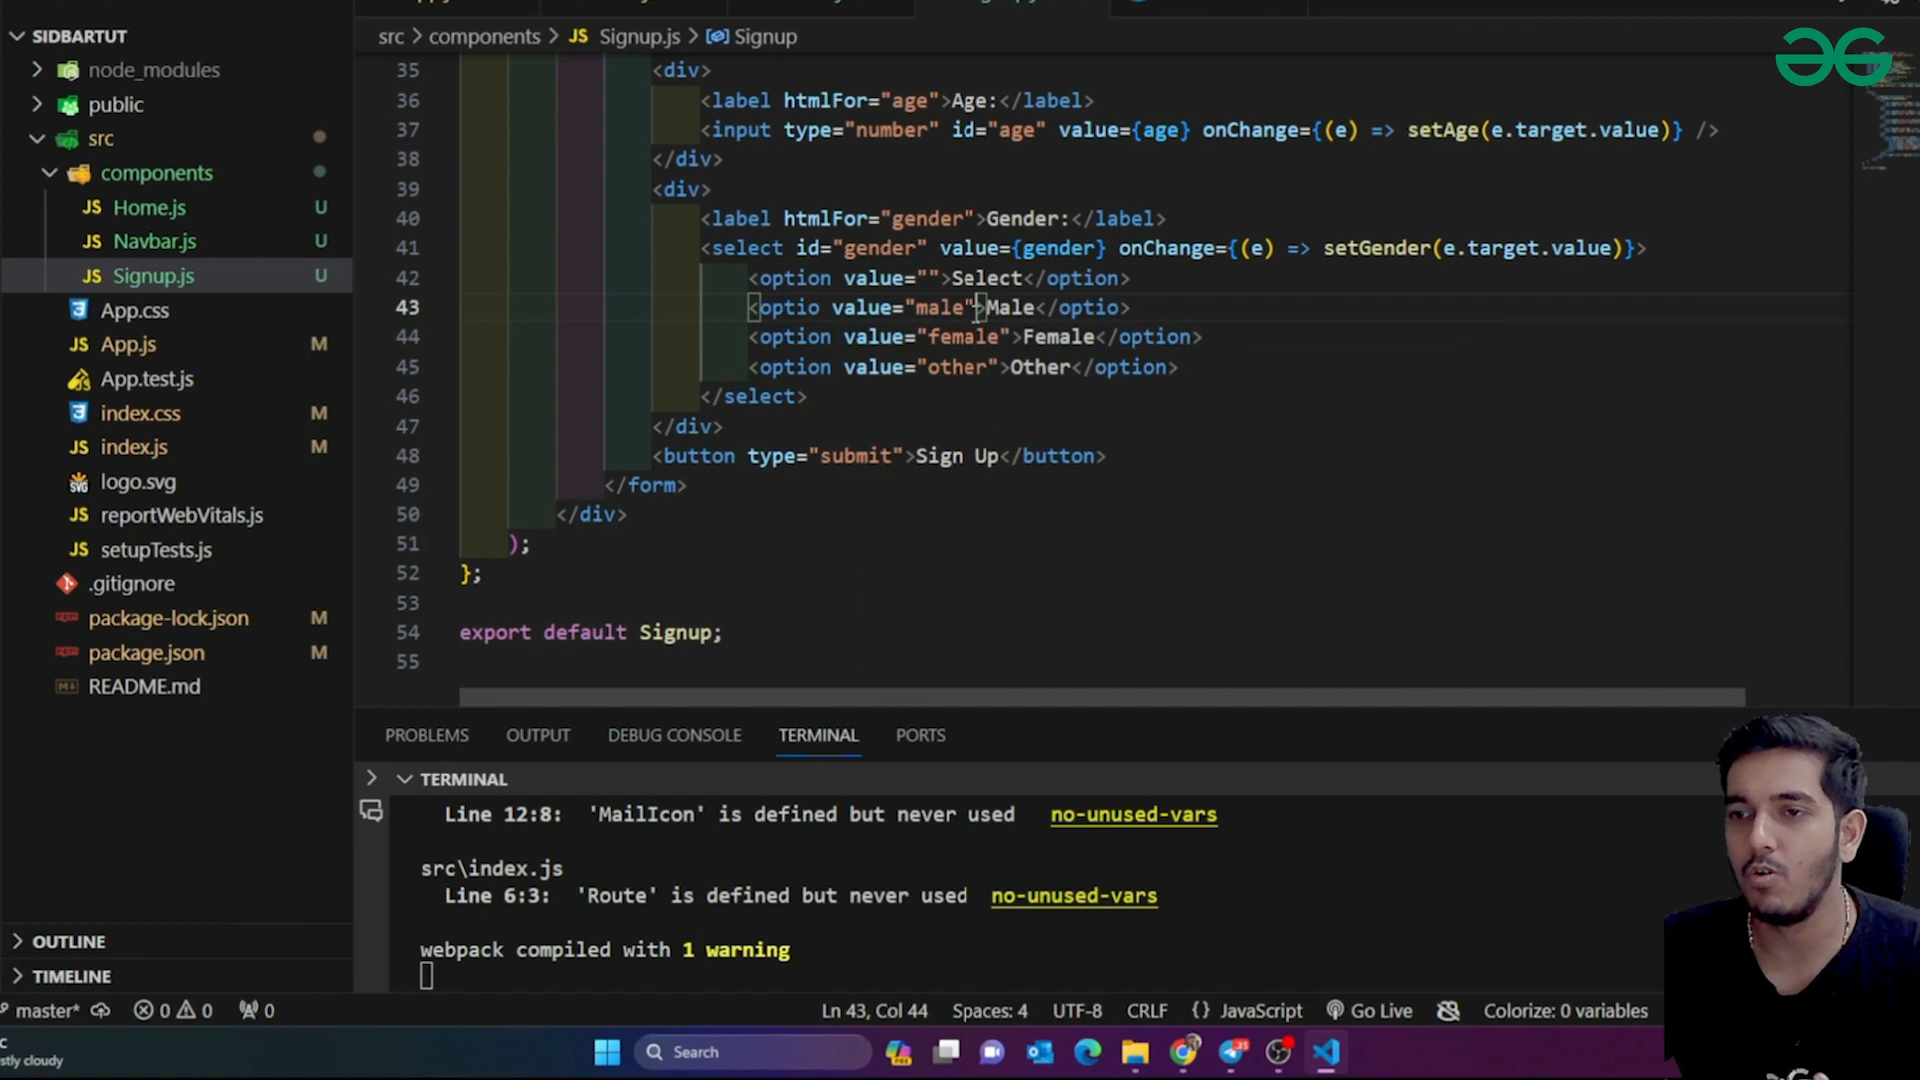 SIDBARTUT
node_modules
public
src
components
Home.js U
Navbar.js U
Signup.js U
App.css
App.js M
App.test.js
index.css M
index.js M
logo.svg
reportWebVitals.js
setupTests.js
.gitignore
package-lock.json M
package.json M
README.md
OUTLINE
TIMELINE
src > components > JS Signup.js > Signup
35 <div>
36 <label htmlFor="age">Age:</label>
37 <input type="number" id="age" value={age} onChange={(e) => setAge(e.target.value)} />
38 </div>
39 <div>
40 <label htmlFor="gender">Gender:</label>
41 <select id="gender" value={gender} onChange={(e) => setGender(e.target.value)}>
42 <option value="">Select</option>
43 <optio value="male">Male</optio>
44 <option value="female">Female</option>
45 <option value="other">Other</option>
46 </select>
47 </div>
48 <button type="submit">Sign Up</button>
49 </form>
50 </div>
51 );
52 };
53
54 export default Signup;
55
PROBLEMS OUTPUT DEBUG CONSOLE TERMINAL PORTS
TERMINAL
Line 12:8: 'MailIcon' is defined but never used no-unused-vars
src\index.js
Line 6:3: 'Route' is defined but never used no-unused-vars
webpack compiled with 1 warning
master* 0 0 0 Ln 43, Col 44 Spaces: 4 UTF-8 CRLF {} JavaScript Go Live Colorize: 0 variables
Search
cloudy